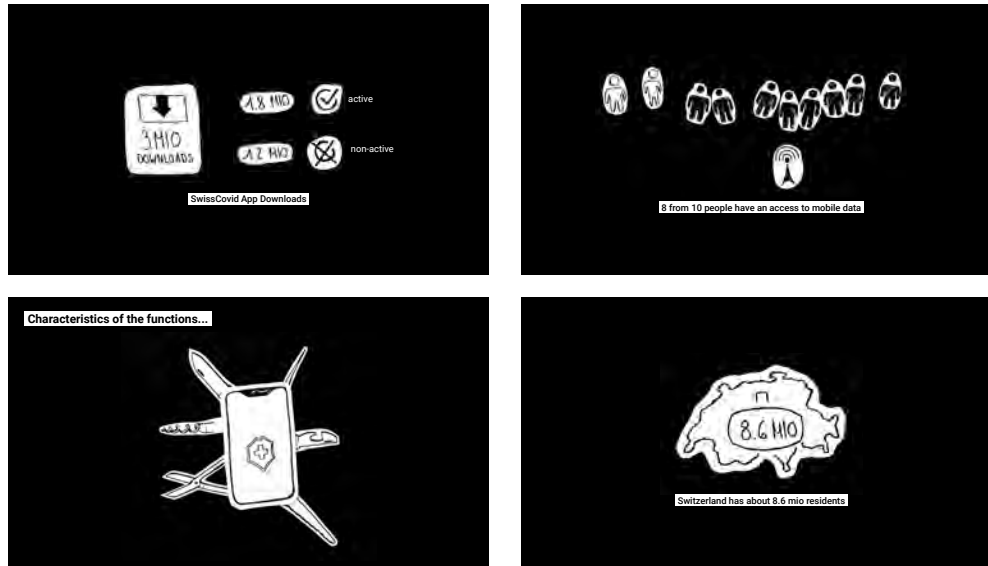 3 MIO
DOWNLOADS
1.8 MIO
active
1.2 MIO
non-active
SwissCovid App Downloads
8 from 10 people have an access to mobile data
Characteristics of the functions...
8.6 MIO
Switzerland has about 8.6 mio residents